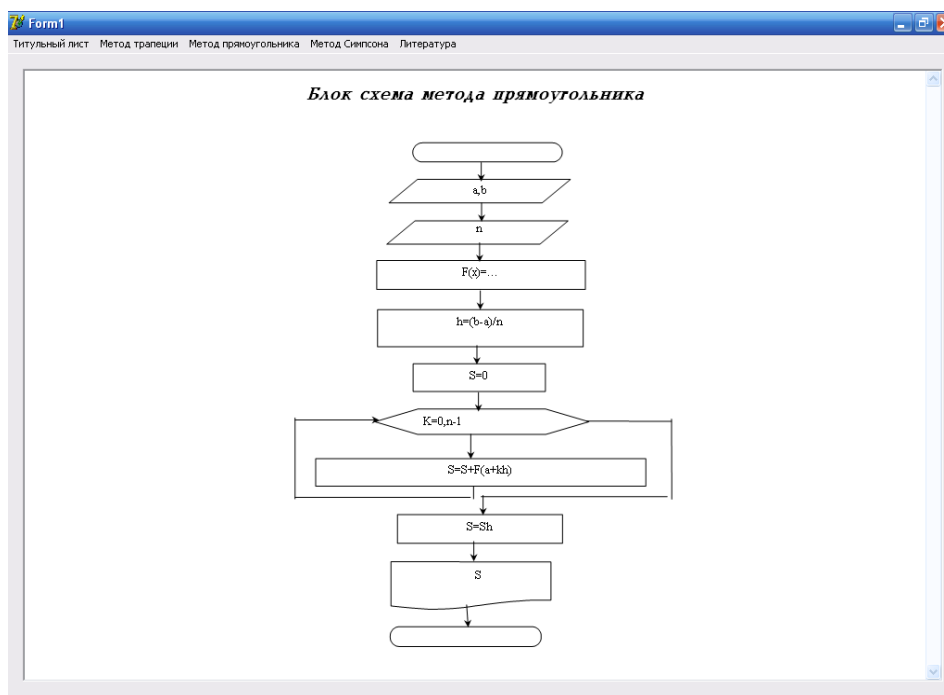 Form1
Титульный лист Метод трапеции Метод прямоугольника Метод Симпсона Литература
Блок схема метода прямоугольника
a,b
n
F(x)=...
h=(b-a)/n
S=0
K=0,n-1
S=S+F(a+kh)
S=Sh
S